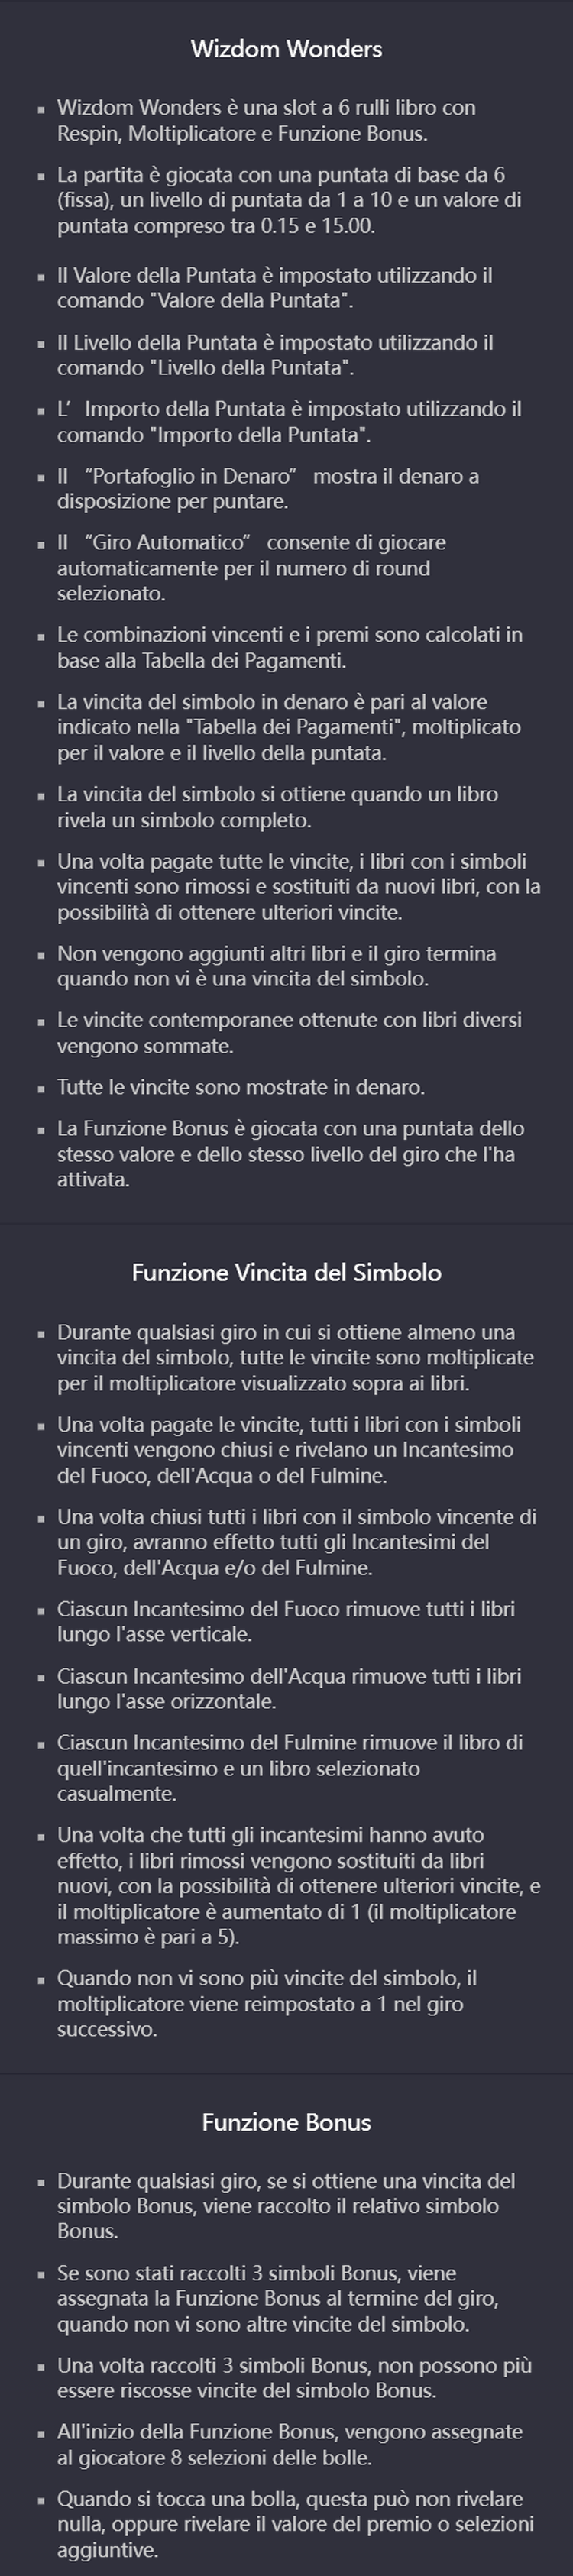 Wizdom Wonders
Wizdom Wonders è una slot a 6 rulli libro con
Respin, Moltiplicatore e Funzione Bonus.
La partita è giocata con una puntata di base da 6
(fissa), un livello di puntata da 1 a 10 e un valore di
puntata compreso tra 0.15 e 15.00.
Il Valore della Puntata è impostato utilizzando il
comando "Valore della Puntata".
Il Livello della Puntata è impostato utilizzando il
comando "Livello della Puntata".
L’ Importo della Puntata è impostato utilizzando il
comando "Importo della Puntata".
Il “Portafoglio in Denaro” mostra il denaro a
disposizione per puntare.
Il “Giro Automatico” consente di giocare
automaticamente per il numero di round
selezionato.
Le combinazioni vincenti e i premi sono calcolati in
base alla Tabella dei Pagamenti.
La vincita del simbolo in denaro è pari al valore
indicato nella "Tabella dei Pagamenti", moltiplicato
per il valore e il livello della puntata.
La vincita del simbolo si ottiene quando un libro
rivela un simbolo completo.
Una volta pagate tutte le vincite, i libri con i simboli
vincenti sono rimossi e sostituiti da nuovi libri, con la
possibilità di ottenere ulteriori vincite.
Non vengono aggiunti altri libri e il giro termina
quando non vi è una vincita del simbolo.
Le vincite contemporanee ottenute con libri diversi
vengono sommate.
Tutte le vincite sono mostrate in denaro.
La Funzione Bonus è giocata con una puntata dello
stesso valore e dello stesso livello del giro che l'ha
attivata.
Funzione Vincita del Simbolo
Durante qualsiasi giro in cui si ottiene almeno una
vincita del simbolo, tutte le vincite sono moltiplicate
per il moltiplicatore visualizzato sopra ai libri.
Una volta pagate le vincite, tutti i libri con i simboli
vincenti vengono chiusi e rivelano un Incantesimo
del Fuoco, dell'Acqua o del Fulmine.
Una volta chiusi tutti i libri con il simbolo vincente di
un giro, avranno effetto tutti gli Incantesimi del
Fuoco, dell'Acqua e/o del Fulmine.
Ciascun Incantesimo del Fuoco rimuove tutti i libri
lungo l'asse verticale.
Ciascun Incantesimo dell'Acqua rimuove tutti i libri
lungo l'asse orizzontale.
Ciascun Incantesimo del Fulmine rimuove il libro di
quell'incantesimo e un libro selezionato
casualmente.
Una volta che tutti gli incantesimi hanno avuto
effetto, i libri rimossi vengono sostituiti da libri
nuovi, con la possibilità di ottenere ulteriori vincite, e
il moltiplicatore è aumentato di 1 (il moltiplicatore
massimo è pari a 5).
Quando non vi sono più vincite del simbolo, il
moltiplicatore viene reimpostato a 1 nel giro
successivo.
Funzione Bonus
Durante qualsiasi giro, se si ottiene una vincita del
simbolo Bonus, viene raccolto il relativo simbolo
Bonus.
Se sono stati raccolti 3 simboli Bonus, viene
assegnata la Funzione Bonus al termine del giro,
quando non vi sono altre vincite del simbolo.
Una volta raccolti 3 simboli Bonus, non possono più
essere riscosse vincite del simbolo Bonus.
All'inizio della Funzione Bonus, vengono assegnate
al giocatore 8 selezioni delle bolle.
Quando si tocca una bolla, questa può non rivelare
nulla, oppure rivelare il valore del premio o selezioni
aggiuntive.